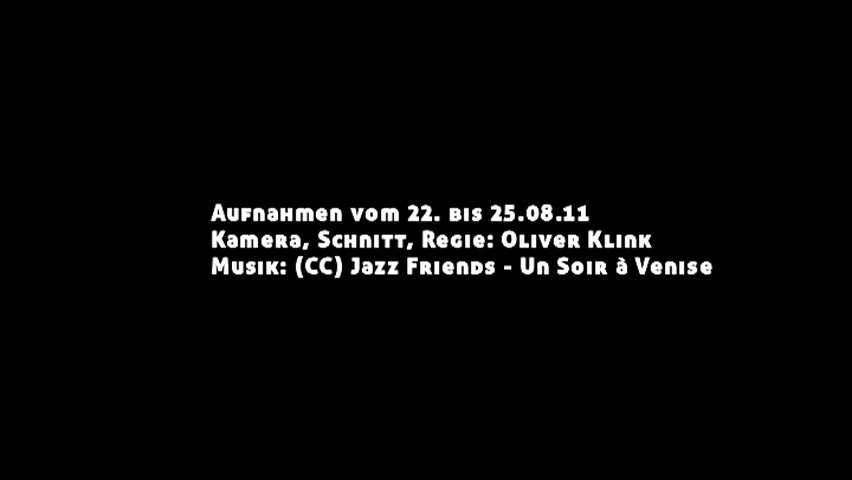 Aufnahmen vom 22. bis 25.08.11
Kamera, Schnitt, Regie: Oliver Klink
Musik: (CC) Jazz Friends - Un Soir à Venise